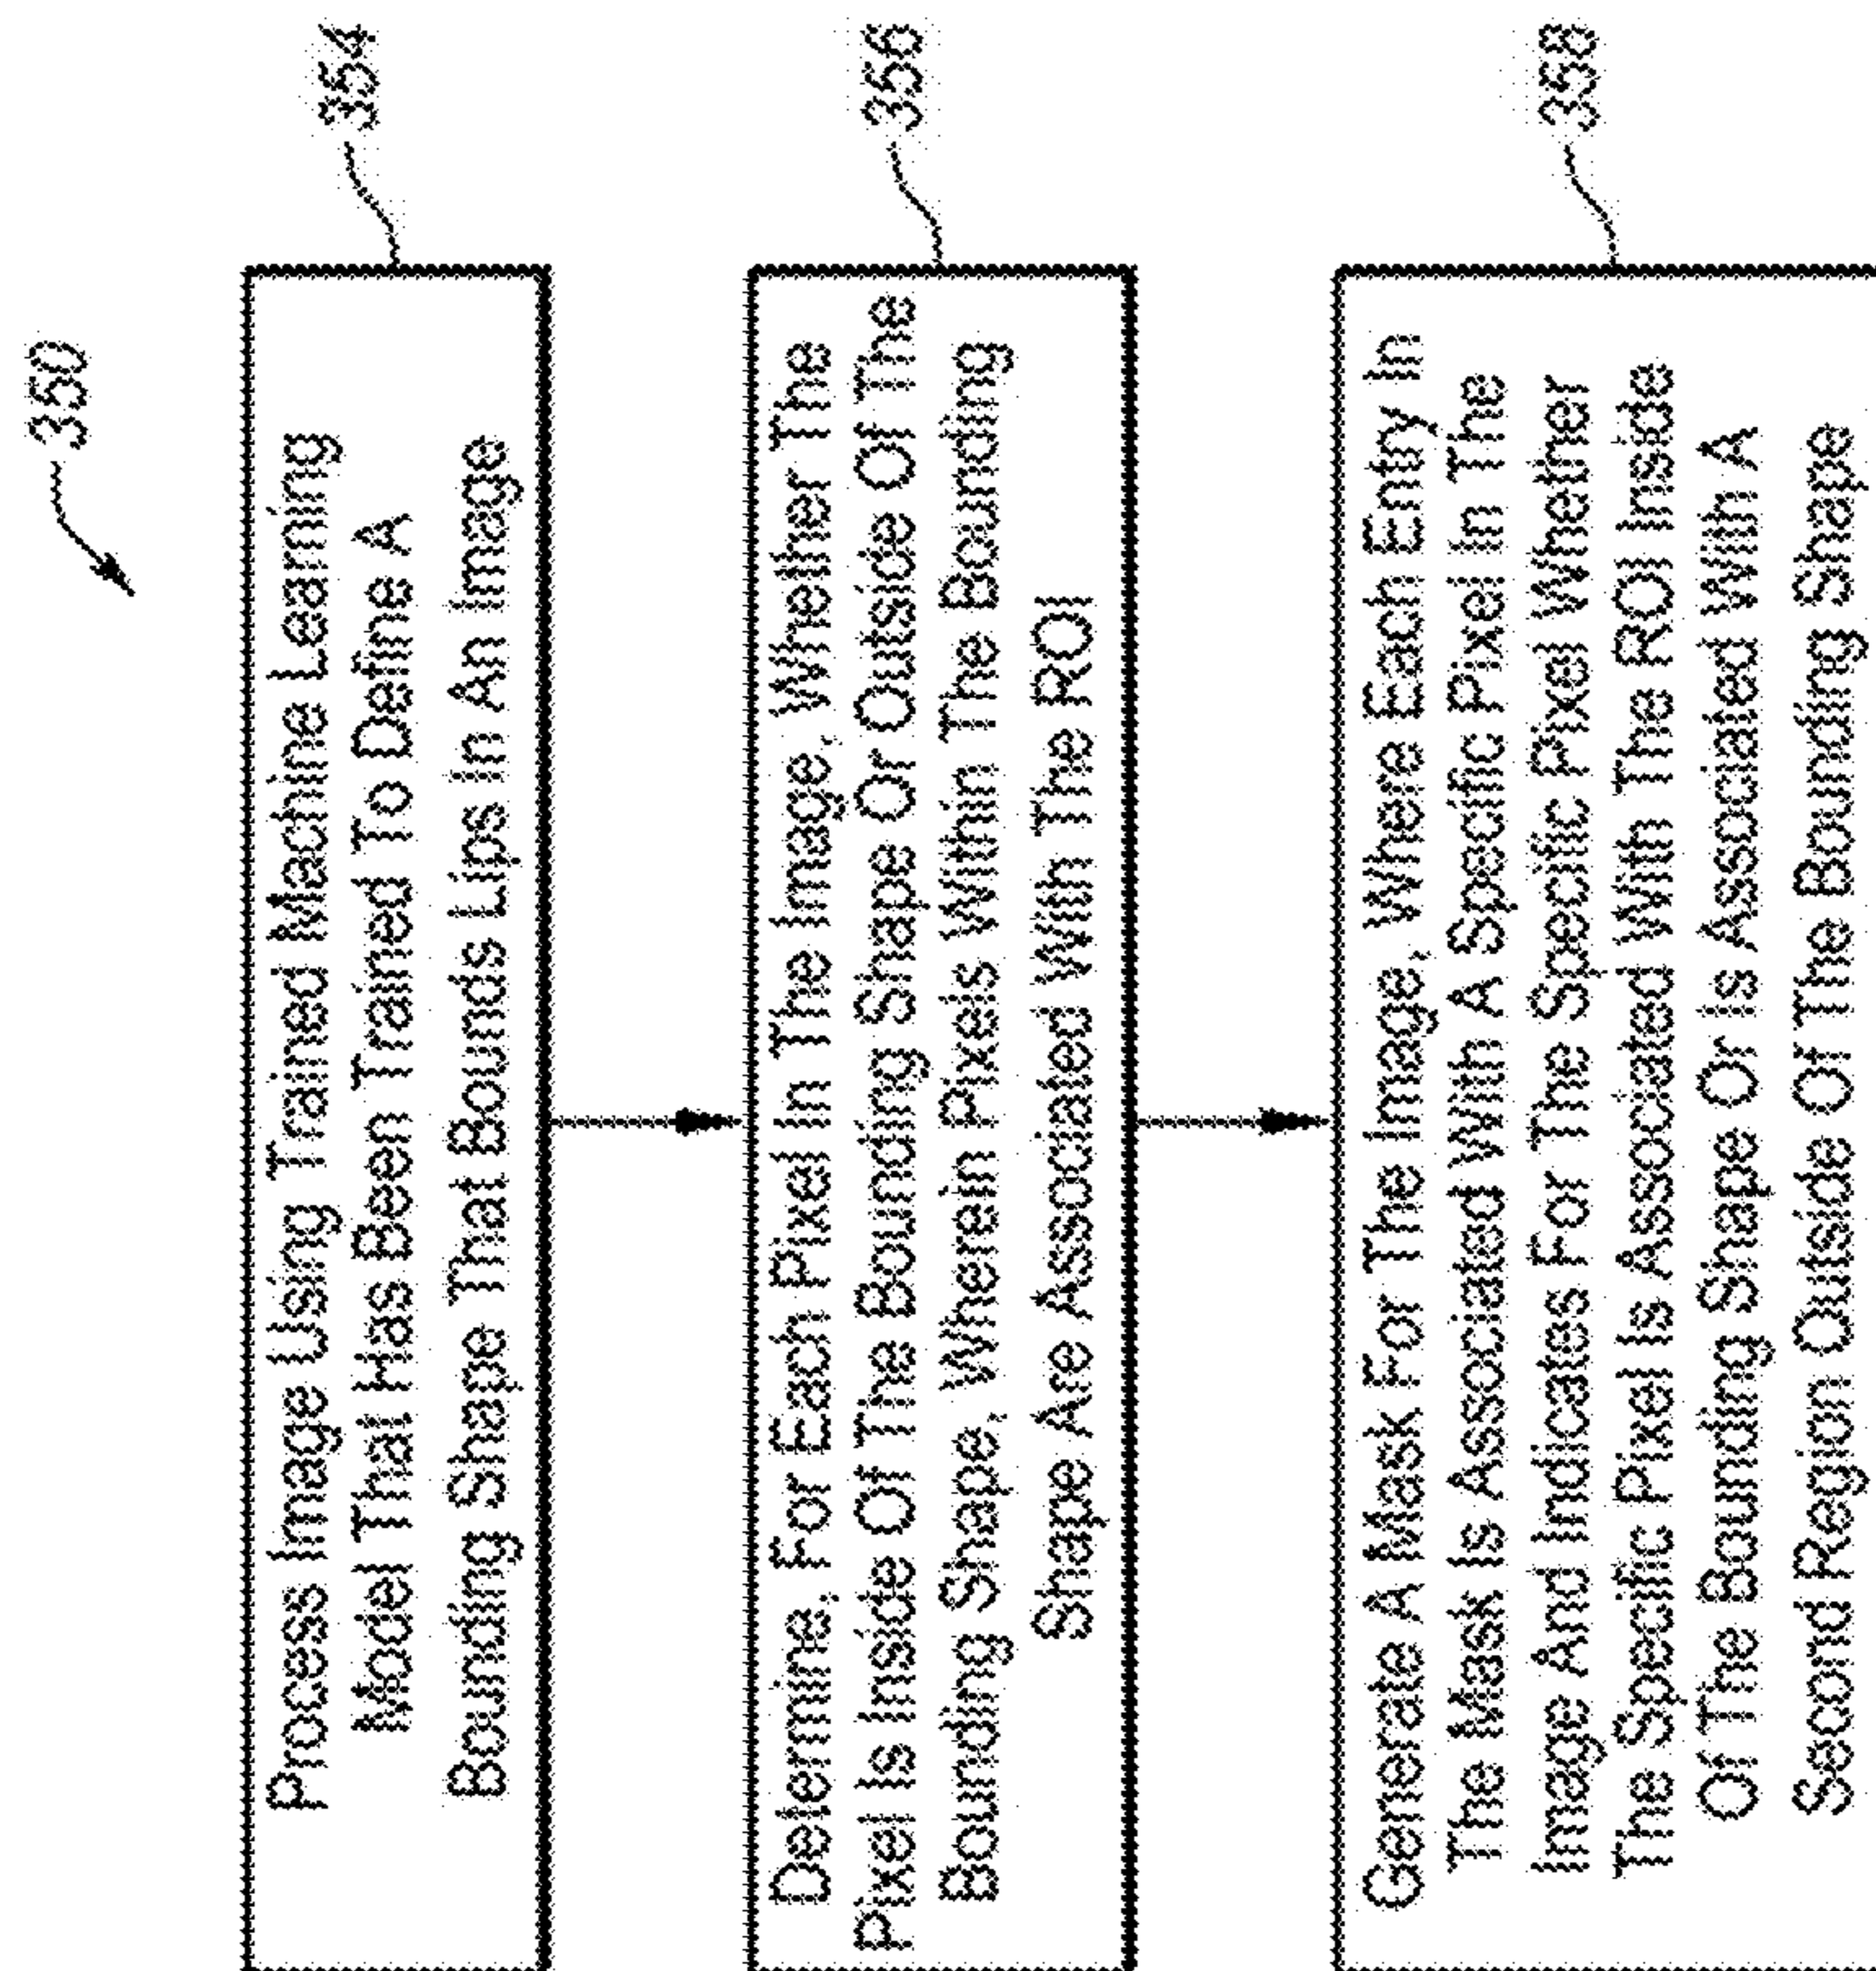 350
354
Process Image Using Trained Machine Learning
Model That Has Been Trained To Define A
Bounding Shape That Bounds Lips In An Image
356
Determine, For Each Pixel In The Image, Whether The
Pixel Is Inside Of The Bounding Shape Or Outside Of The
Bounding Shape, Wherein Pixels Within The Bounding
Shape Are Associated With The ROI
358
Generate A Mask For The Image, Where Each Entry In
The Mask Is Associated With A Specific Pixel In The
Image And Indicates For The Specific Pixel Whether
The Specific Pixel Is Associated With The ROI Inside
Of The Bounding Shape Or Is Associated With A
Second Region Outside Of The Bounding Shape